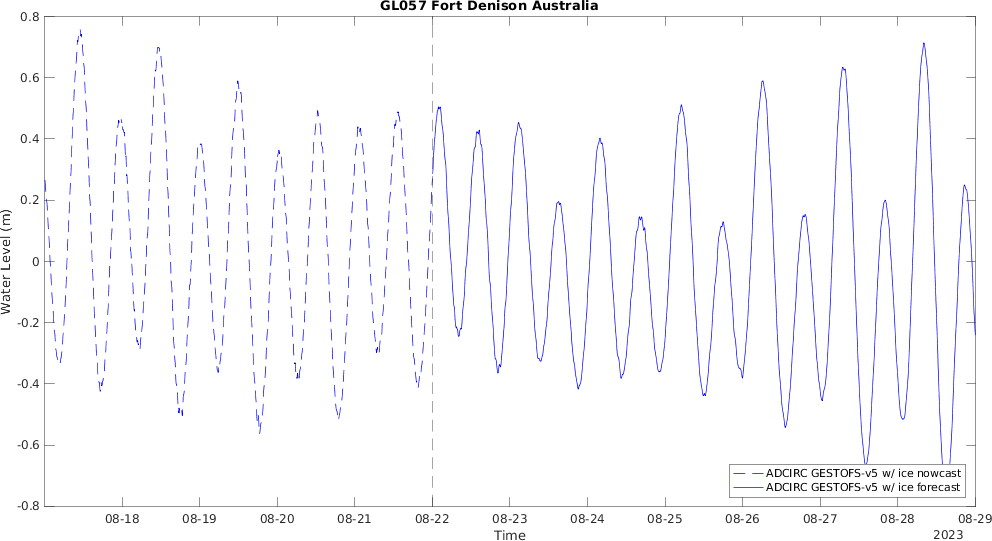 GL057 Fort Denison Australia
0.8
0.6
0.4
0.2
0
-0.2
-0.4
-0.6
-0.8
Water Level (m)
ADCIRC GESTOFS-v5 w/ ice nowcast
ADCIRC GESTOFS-v5 w/ ice forecast
08-18 08-19 08-20 08-21 08-22 08-23 08-24 08-25 08-26 08-27 08-28 08-29
Time
2023